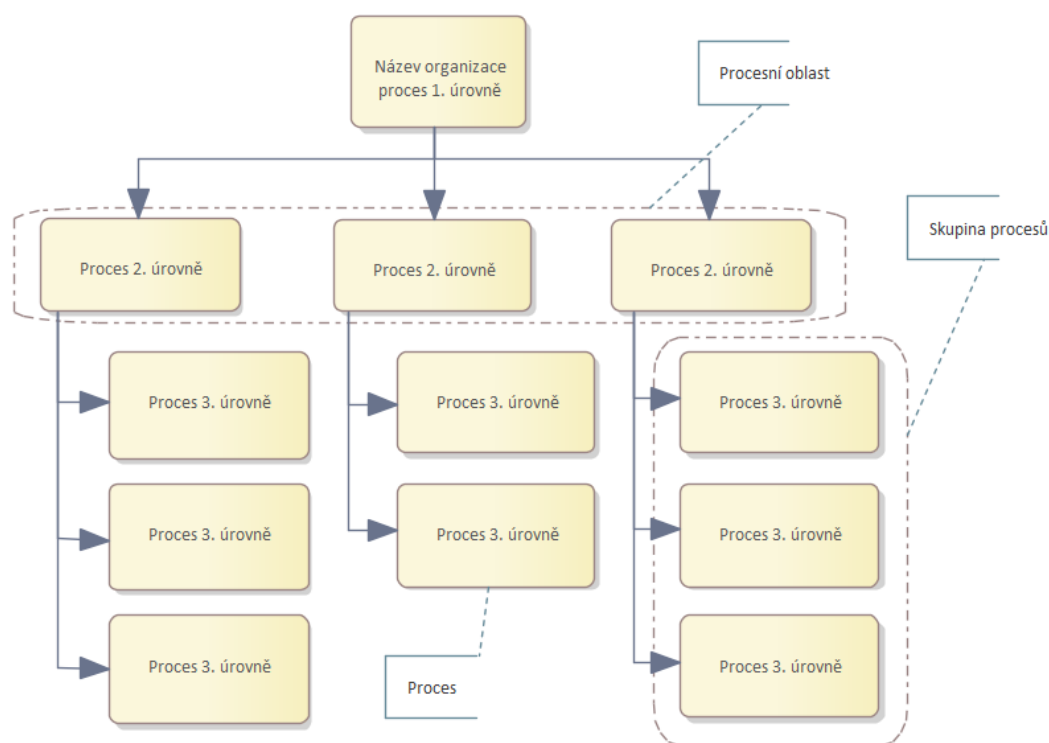 Název organizace
proces 1. úrovně
Procesní oblast
Skupina procesů
Proces 2. úrovně
Proces 2. úrovně
Proces 2. úrovně
Proces 3. úrovně
Proces 3. úrovně
Proces 3. úrovně
Proces 3. úrovně
Proces 3. úrovně
Proces 3. úrovně
Proces 3. úrovně
Proces 3. úrovně
Proces